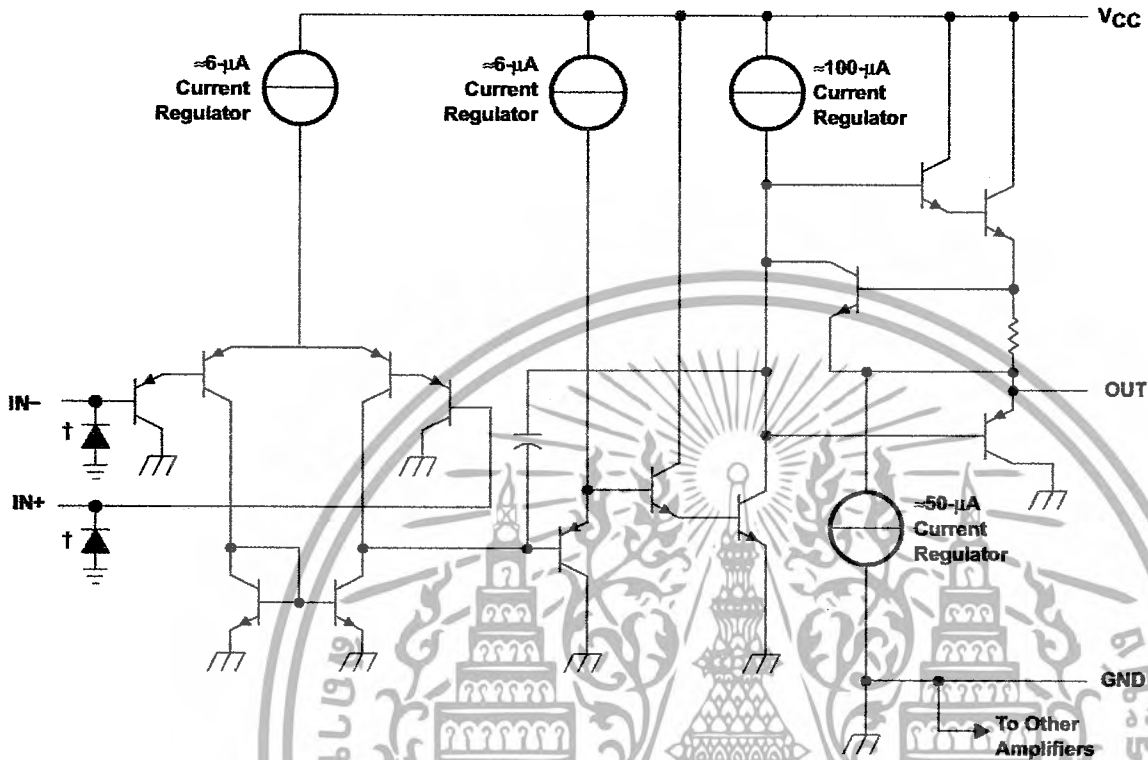 VCC
≈6-µA
Current
Regulator
≈6-µA
Current
Regulator
≈100-µA
Current
Regulator
IN–
†
IN+
†
OUT
≈50-µA
Current
Regulator
GND
To Other
Amplifiers